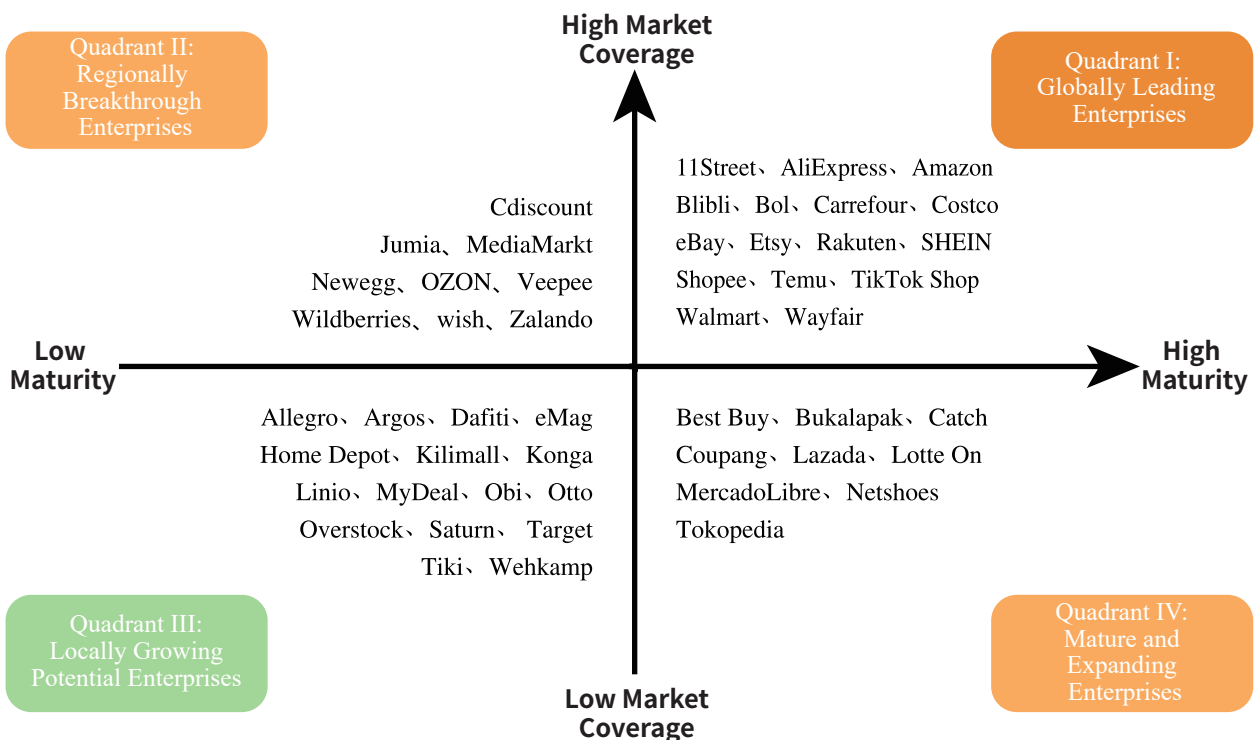 High Market
Coverage
Quadrant II:
Regionally
Breakthrough
Enterprises
Quadrant I:
Globally Leading
Enterprises
Cdiscount
Jumia、MediaMarkt
Newegg、OZON、Veepee
Wildberries、wish、Zalando
11Street、AliExpress、Amazon
Blibli、Bol、Carrefour、Costco
eBay、Etsy、Rakuten、SHEIN
Shopee、Temu、TikTok Shop
Walmart、Wayfair
Low
Maturity
High
Maturity
Allegro、Argos、Dafiti、eMag
Home Depot、Kilimall、Konga
Linio、MyDeal、Obi、Otto
Overstock、Saturn、Target
Tiki、Wehkamp
Best Buy、Bukalapak、Catch
Coupang、Lazada、Lotte On
MercadoLibre、Netshoes
Tokopedia
Quadrant III:
Locally Growing
Potential Enterprises
Quadrant IV:
Mature and
Expanding
Enterprises
Low Market
Coverage